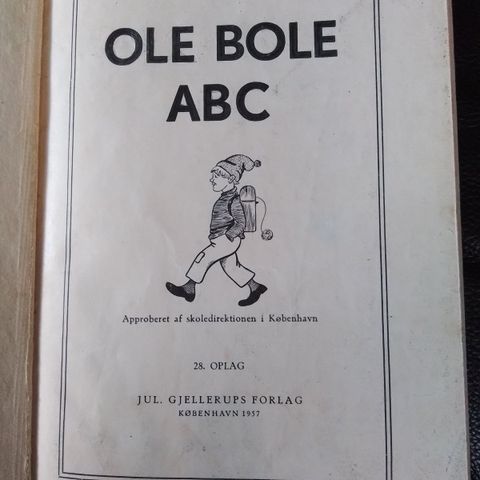 OLE BOLE
ABC
Approberet af skoledirektionen i København
28. OPLAG
JUL. GJELLERUPS FORLAG
KØBENHAVN 1957